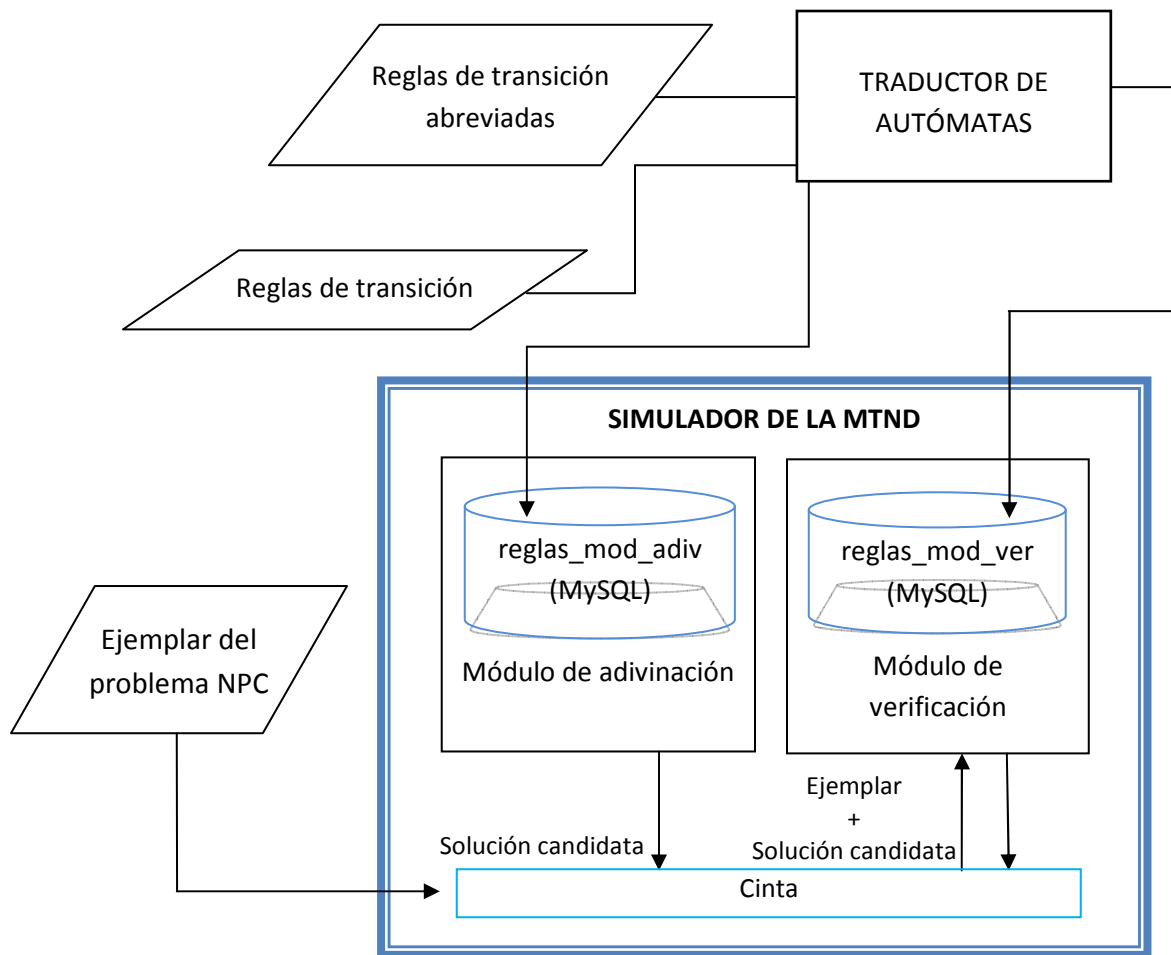 Reglas de transición
abreviadas
TRADUCTOR DE
AUTÓMATAS
Reglas de transición
SIMULADOR DE LA MTND
reglas_mod_adiv
(MySQL)
Módulo de adivinación
reglas_mod_ver
(MySQL)
Módulo de
verificación
Ejemplar del
problema NPC
Solución candidata
Ejemplar
+
Solución candidata
Cinta